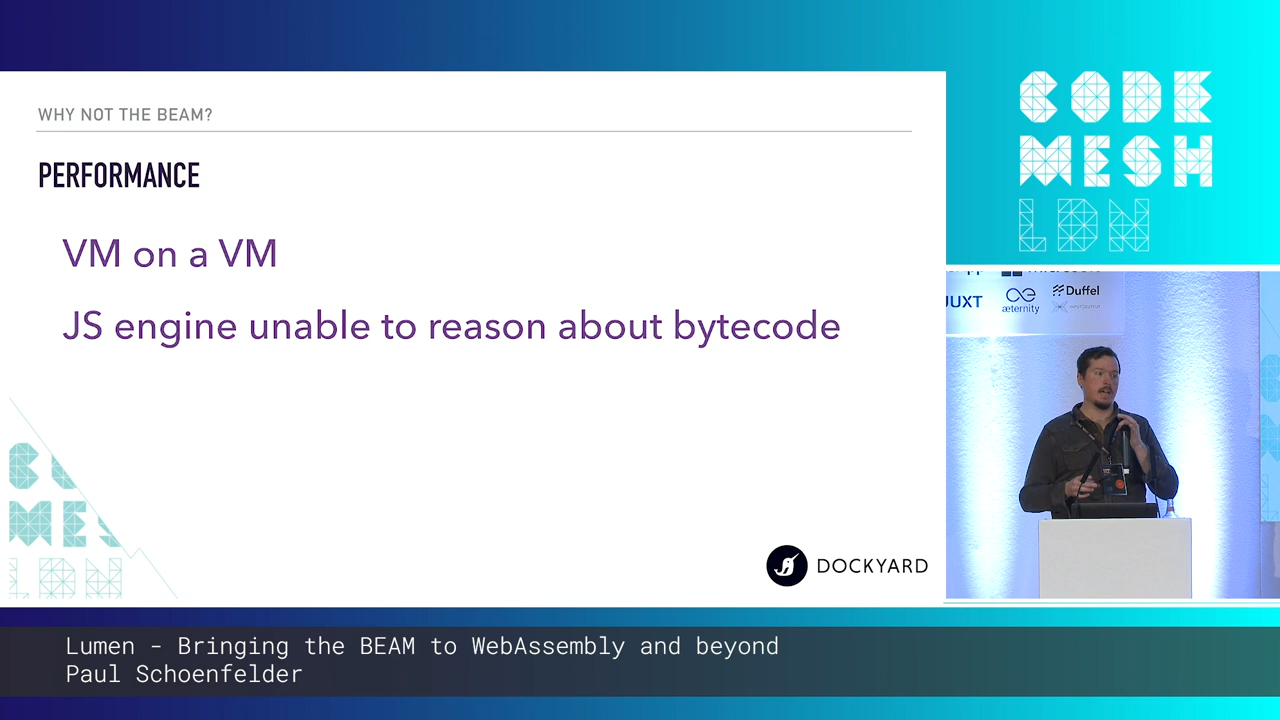 WHY NOT THE BEAM?
PERFORMANCE
VM on a VM
JS engine unable to reason about bytecode
DOCKYARD
CODE
MESH
LDN
JUXT
æternity
Duffel
Lumen - Bringing the BEAM to WebAssembly and beyond
Paul Schoenfelder